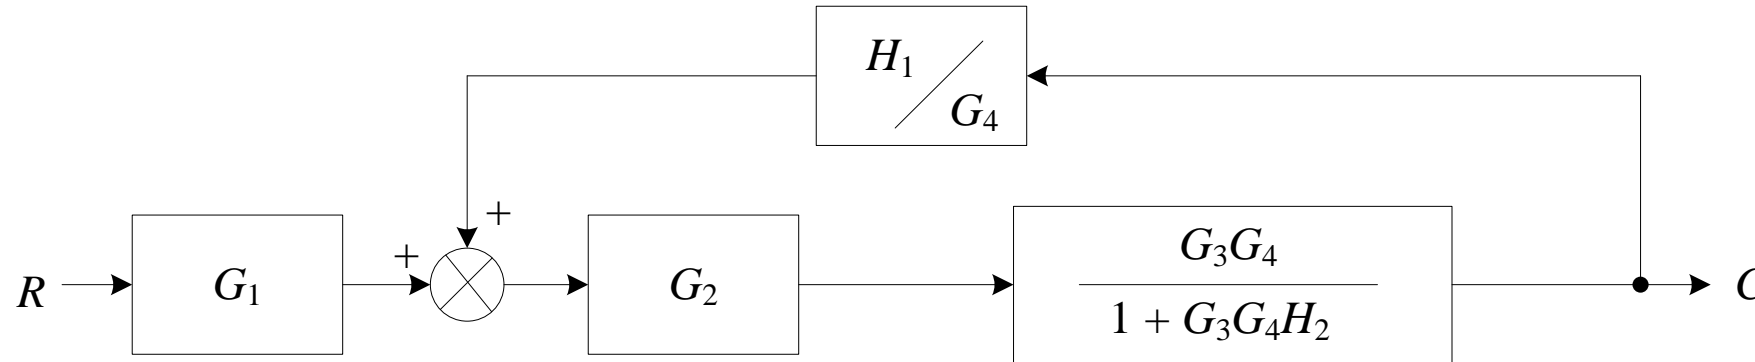 H₁
G₄
+
+
R
G₁
G₂
G₃G₄
1 + G₃G₄H₂